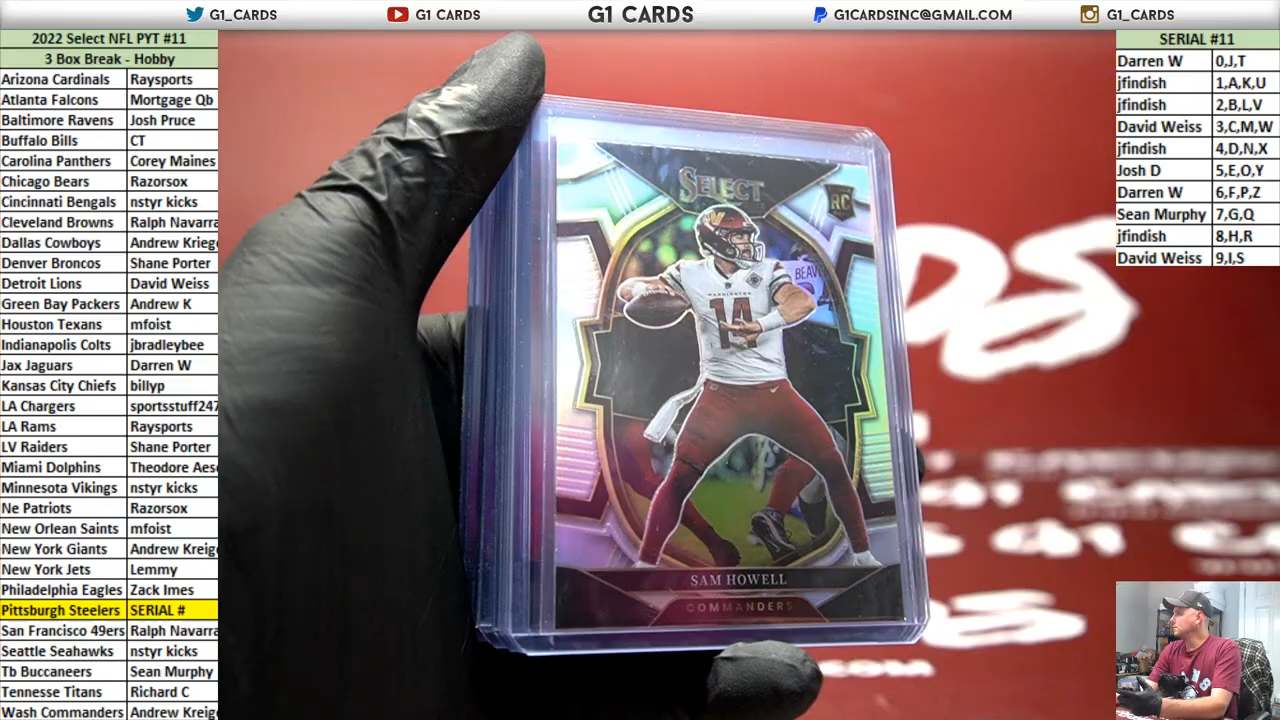 G1_CARDS
G1 CARDS
G1 CARDS
G1CARDSINC@GMAIL.COM
G1_CARDS
2022 Select NFL PYT #11
3 Box Break - Hobby
Arizona Cardinals Raysports
Atlanta Falcons Mortgage Qb
Baltimore Ravens Josh Pruce
Buffalo Bills CT
Carolina Panthers Corey Maines
Chicago Bears Razorsox
Cincinnati Bengals nstyr kicks
Cleveland Browns Ralph Navarra
Dallas Cowboys Andrew Krieg
Denver Broncos Shane Porter
Detroit Lions David Weiss
Green Bay Packers Andrew K
Houston Texans mfoist
Indianapolis Colts jbradleybee
Jax Jaguars Darren W
Kansas City Chiefs billyp
LA Chargers sportsstuff247
LA Rams Raysports
LV Raiders Shane Porter
Miami Dolphins Theodore Aes
Minnesota Vikings nstyr kicks
Ne Patriots Razorsox
New Orlean Saints mfoist
New York Giants Andrew Kreig
New York Jets Lemmy
Philadelphia Eagles Zack Imes
Pittsburgh Steelers SERIAL #
San Francisco 49ers Ralph Navarra
Seattle Seahawks nstyr kicks
Tb Buccaneers Sean Murphy
Tennesse Titans Richard C
Wash Commanders Andrew Kreig
SELECT
RC
BEAV
WASHINGTON
14
SAM HOWELL
COMMANDERS
DS
SERIAL #11
Darren W 0,J,T
jfindish 1,A,K,U
jfindish 2,B,L,V
David Weiss 3,C,M,W
jfindish 4,D,N,X
Josh D 5,E,O,Y
Darren W 6,F,P,Z
Sean Murphy 7,G,Q
jfindish 8,H,R
David Weiss 9,I,S